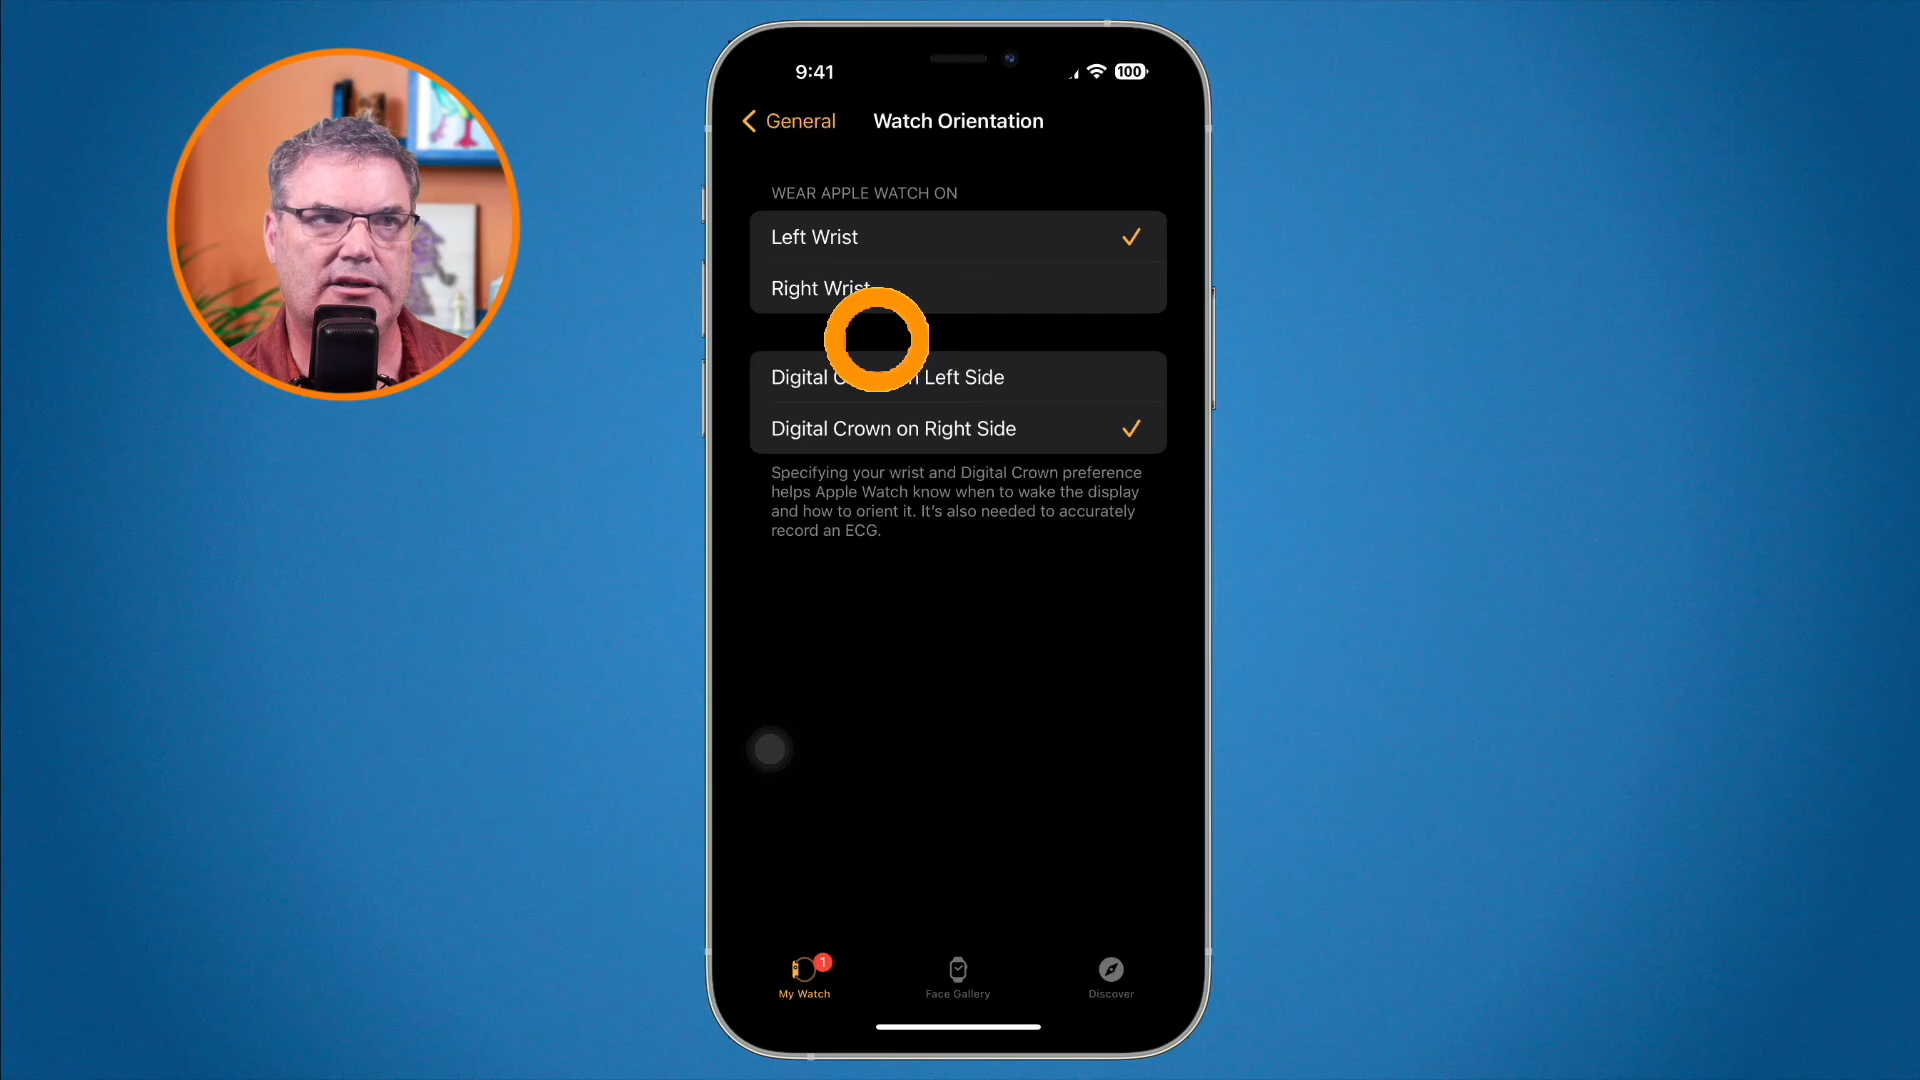 9:41
100
General
Watch Orientation
WEAR APPLE WATCH ON
Left Wrist
Right Wrist
Digital Left Side
Digital Crown on Right Side
Specifying your wrist and Digital Crown preference
helps Apple Watch know when to wake the display
and how to orient it. It's also needed to accurately
record an ECG.
1
My Watch
Face Gallery
Discover